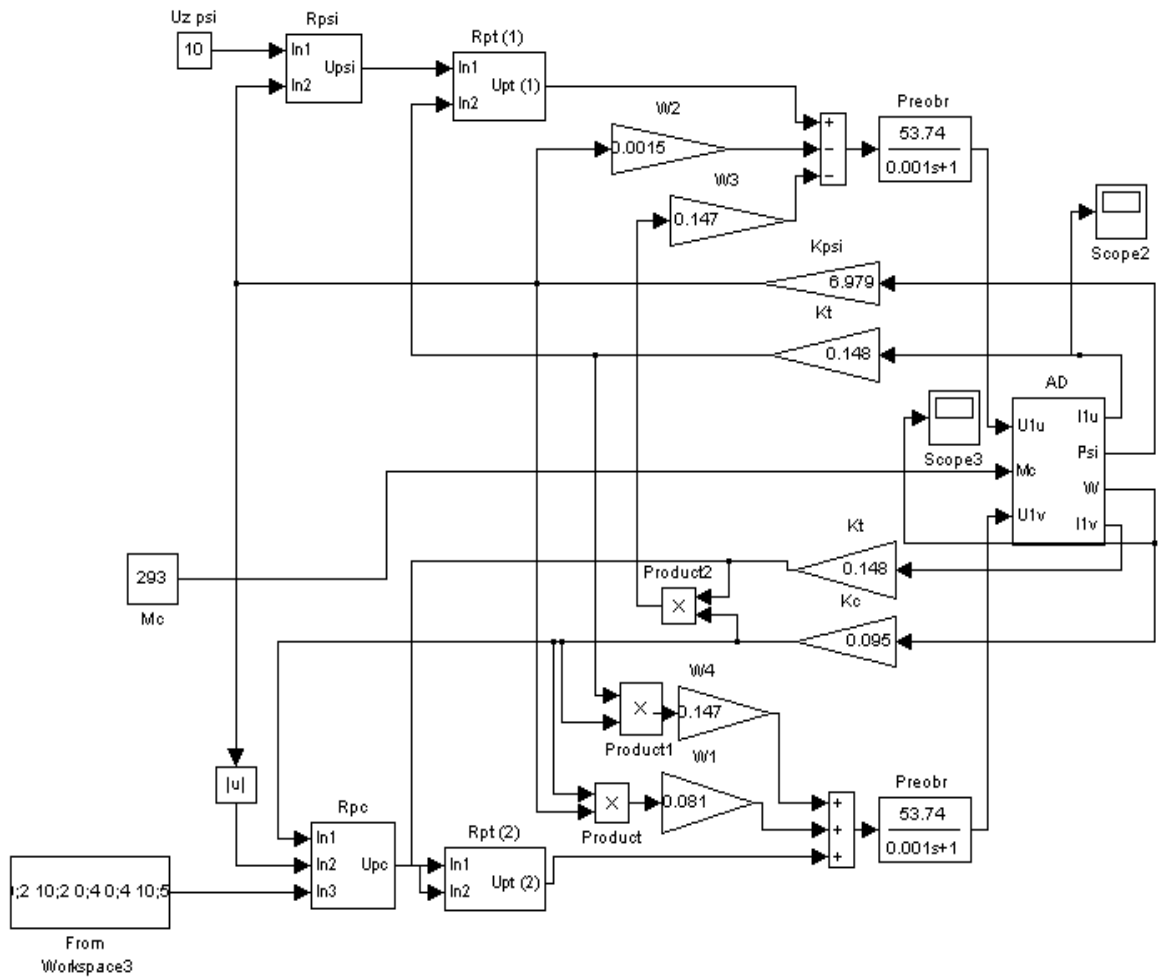 Uz psi
10
Rpsi
In1
In2
Upsi
Rpt (1)
In1
In2
Upt (1)
W2
0.0015
W3
0.147
+
−
−
Preobr
53.74
0.001s+1
Scope2
Kpsi
6.979
Kt
0.148
Scope3
AD
U1u
Mc
U1v
I1u
Psi
W
I1v
293
Mc
Kt
0.148
Product2
×
Kc
0.095
W4
×
0.147
Product1
W1
×
0.081
Product
|u|
Rpc
In1
In2
In3
Upc
Rpt (2)
In1
In2
Upt (2)
+
+
+
Preobr
53.74
0.001s+1
;2 10;2 0;4 0;4 10;5
From
Workspace3